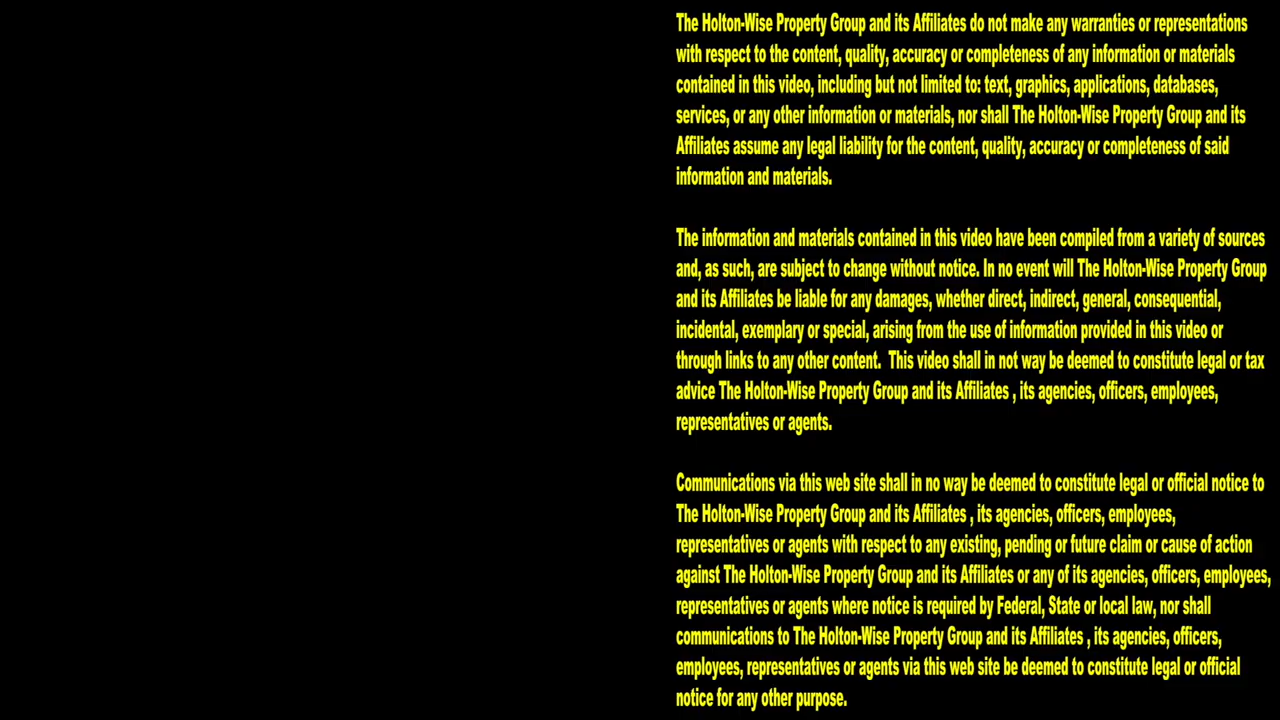 The Holton-Wise Property Group and its Affiliates do not make any warranties or representations
with respect to the content, quality, accuracy or completeness of any information or materials
contained in this video, including but not limited to: text, graphics, applications, databases,
services, or any other information or materials, nor shall The Holton-Wise Property Group and its
Affiliates assume any legal liability for the content, quality, accuracy or completeness of said
information and materials.
The information and materials contained in this video have been compiled from a variety of sources
and, as such, are subject to change without notice. In no event will The Holton-Wise Property Group
and its Affiliates be liable for any damages, whether direct, indirect, general, consequential,
incidental, exemplary or special, arising from the use of information provided in this video or
through links to any other content.  This video shall in not way be deemed to constitute legal or tax
advice The Holton-Wise Property Group and its Affiliates , its agencies, officers, employees,
representatives or agents.
Communications via this web site shall in no way be deemed to constitute legal or official notice to
The Holton-Wise Property Group and its Affiliates , its agencies, officers, employees,
representatives or agents with respect to any existing, pending or future claim or cause of action
against The Holton-Wise Property Group and its Affiliates or any of its agencies, officers, employees,
representatives or agents where notice is required by Federal, State or local law, nor shall
communications to The Holton-Wise Property Group and its Affiliates , its agencies, officers,
employees, representatives or agents via this web site be deemed to constitute legal or official
notice for any other purpose.